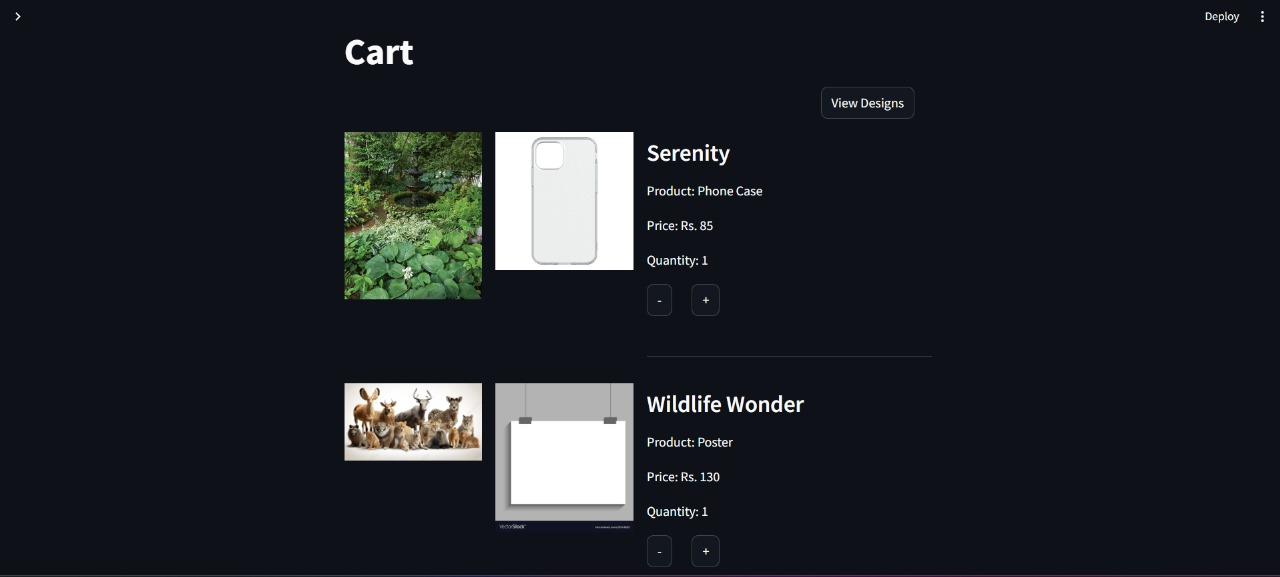 Deploy
Cart
View Designs
Serenity
Product: Phone Case
Price: Rs. 85
Quantity: 1
-
+
Wildlife Wonder
Product: Poster
Price: Rs. 130
Quantity: 1
VectorStock
-
+